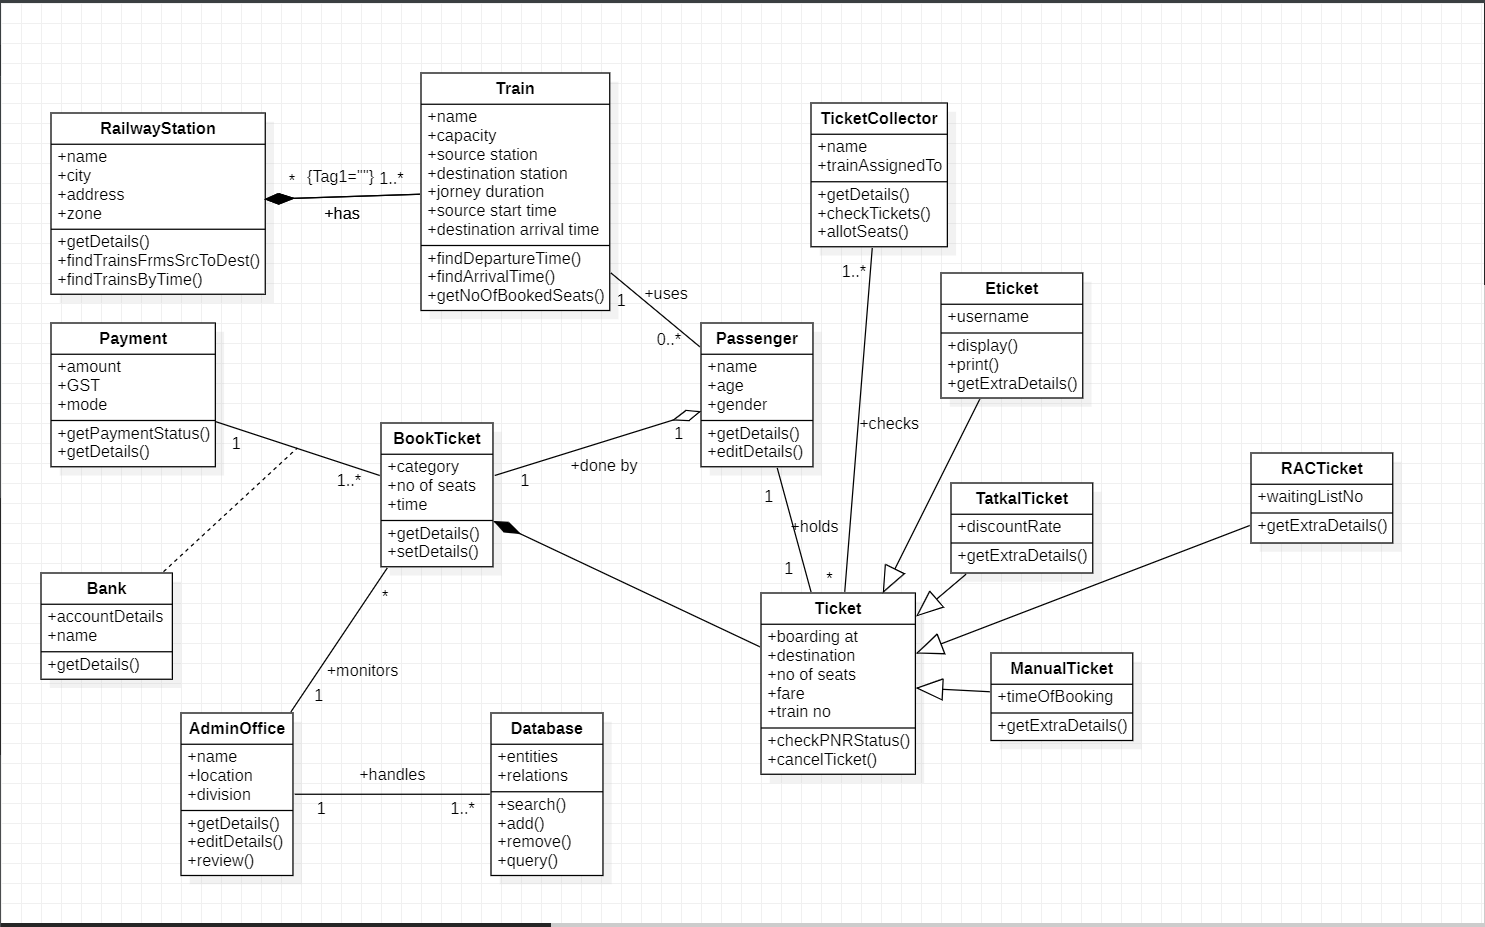 Train
+name
+capacity
+source station
+destination station
+jorney duration
+source start time
+destination arrival time
+findDepartureTime()
+findArrivalTime()
+getNoOfBookedSeats()
RailwayStation
+name
+city
+address
+zone
+getDetails()
+findTrainsFrmsSrcToDest()
+findTrainsByTime()
* {Tag1=""} 1..*
+has
TicketCollector
+name
+trainAssignedTo
+getDetails()
+checkTickets()
+allotSeats()
1..*
+checks
*
1
+uses
0..*
Eticket
+username
+display()
+print()
+getExtraDetails()
Payment
+amount
+GST
+mode
+getPaymentStatus()
+getDetails()
1
1..*
Passenger
+name
+age
+gender
+getDetails()
+editDetails()
1
+done by
1
BookTicket
+category
+no of seats
+time
+getDetails()
+setDetails()
1
+holds
1
RACTicket
+waitingListNo
+getExtraDetails()
TatkalTicket
+discountRate
+getExtraDetails()
Bank
+accountDetails
+name
+getDetails()
*
+monitors
1
Ticket
+boarding at
+destination
+no of seats
+fare
+train no
+checkPNRStatus()
+cancelTicket()
ManualTicket
+timeOfBooking
+getExtraDetails()
AdminOffice
+name
+location
+division
+getDetails()
+editDetails()
+review()
+handles
1
1..*
Database
+entities
+relations
+search()
+add()
+remove()
+query()